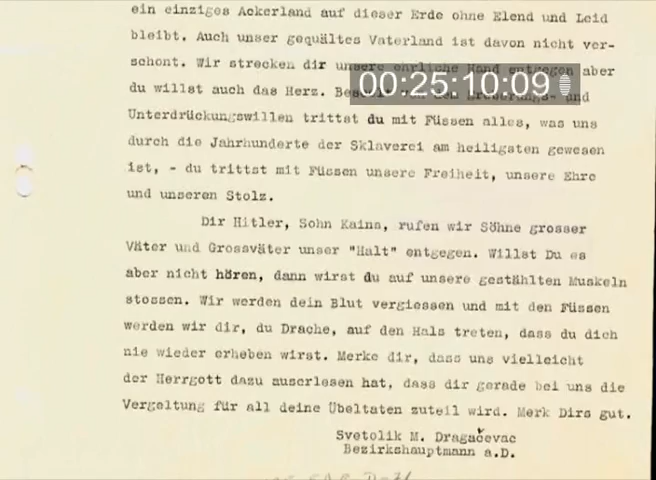 ein einziges Ackerland auf dieser Erde ohne Elend und Leid
bleibt. Auch unser gequältes Vaterland ist davon nicht ver-
schont. Wir strecken dir unsere ehrliche Hand entgegen aber
00:25:10:09
du willst auch das Herz. von dem Eroberungs- und
Unterdrückungswillen trittst du mit Füssen alles, was uns
durch die Jahrhunderte der Sklaverei am heiligsten gewesen
ist, - du trittst mit Füssen unsere Freiheit, unsere Ehre
und unseren Stolz.
Dir Hitler, Sohn Kains, rufen wir Söhne grosser
Väter und Grossväter unser "Halt" entgegen. Willst Du es
aber nicht hören, dann wirst du auf unsere gestählten Muskeln
stossen. Wir werden dein Blut vergiessen und mit den Füssen
werden wir dir, du Drache, auf den Hals treten, dass du dich
nie wieder erheben wirst. Merke dir, dass uns vielleicht
der Herrgott dazu auserlesen hat, dass dir gerade bei uns die
Vergeltung für all deine Übeltaten zuteil wird. Merk Dirs gut.
Svetolik M. Dragačevac
Bezirkshauptmann a.D.